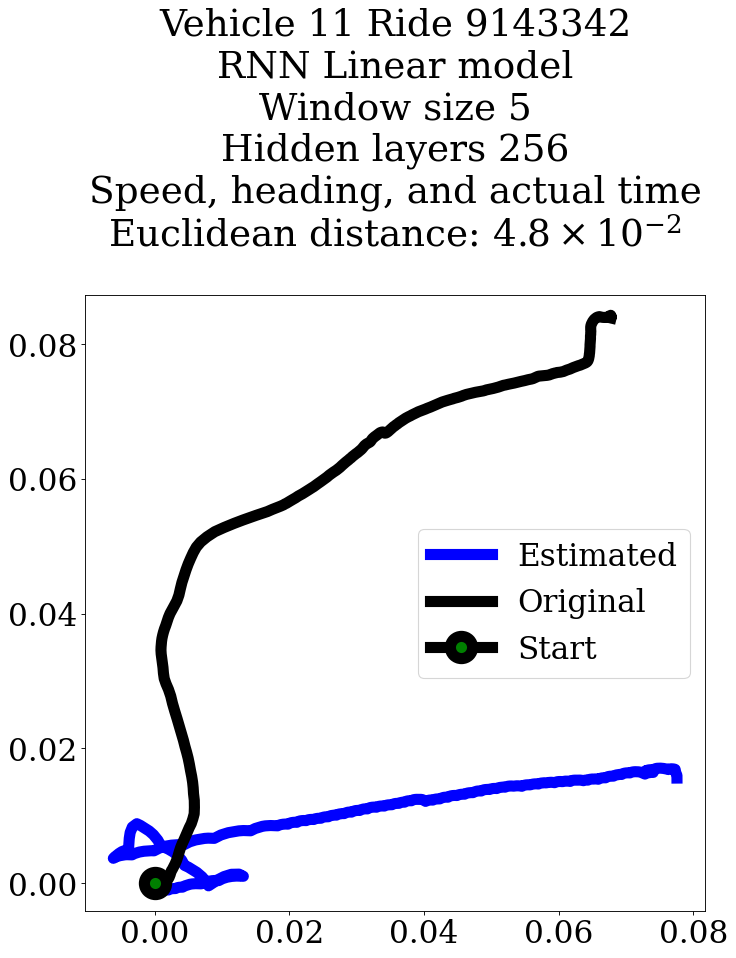 Vehicle 11 Ride 9143342
RNN Linear model
Window size 5
Hidden layers 256
Speed, heading, and actual time
Euclidean distance: 4.8 × 10⁻²
0.08
0.06
0.04
0.02
0.00
Estimated
Original
Start
0.00 0.02 0.04 0.06 0.08